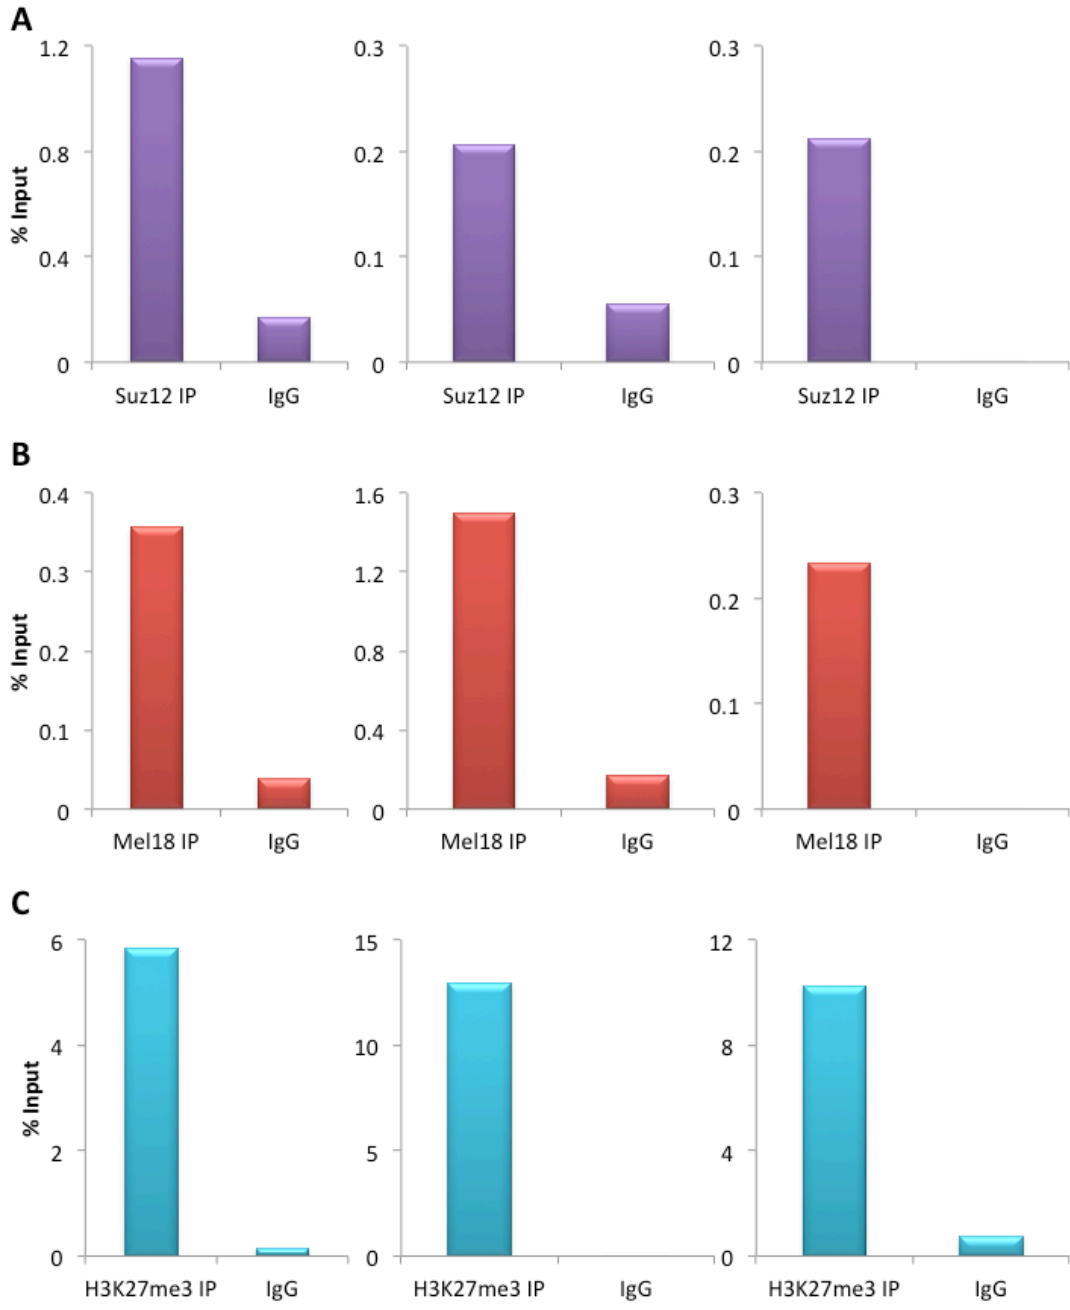 A
1.2 0.3 0.3
0.8 0.2 0.2
% Input
0.4 0.1 0.1
0 0 0
Suz12 IP IgG Suz12 IP IgG Suz12 IP IgG
B
0.4 1.6 0.3
0.3 1.2 0.2
% Input
0.2 0.8 0.1
0.1 0.4
0 0 0
Mel18 IP IgG Mel18 IP IgG Mel18 IP IgG
C
6 15 12
4 10 8
% Input
2 5 4
0 0 0
H3K27me3 IP IgG H3K27me3 IP IgG H3K27me3 IP IgG